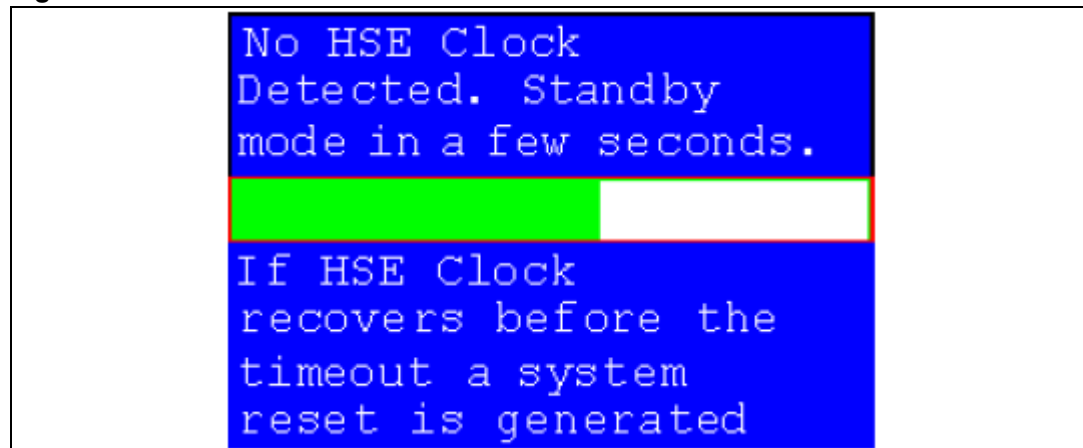 No HSE Clock
Detected. Standby
mode in a few seconds.
If HSE Clock
recovers before the
timeout a system
reset is generated